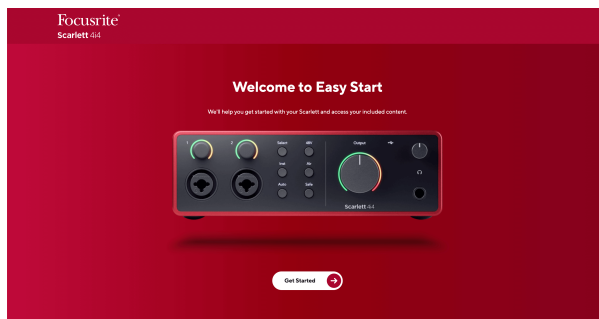 Focusrite®
Scarlett 4i4
Welcome to Easy Start
We'll help you get started with your Scarlett and access your included content.
1 2 Select 48V Output
Inst Air
Auto Safe
Scarlett 4i4
Get Started